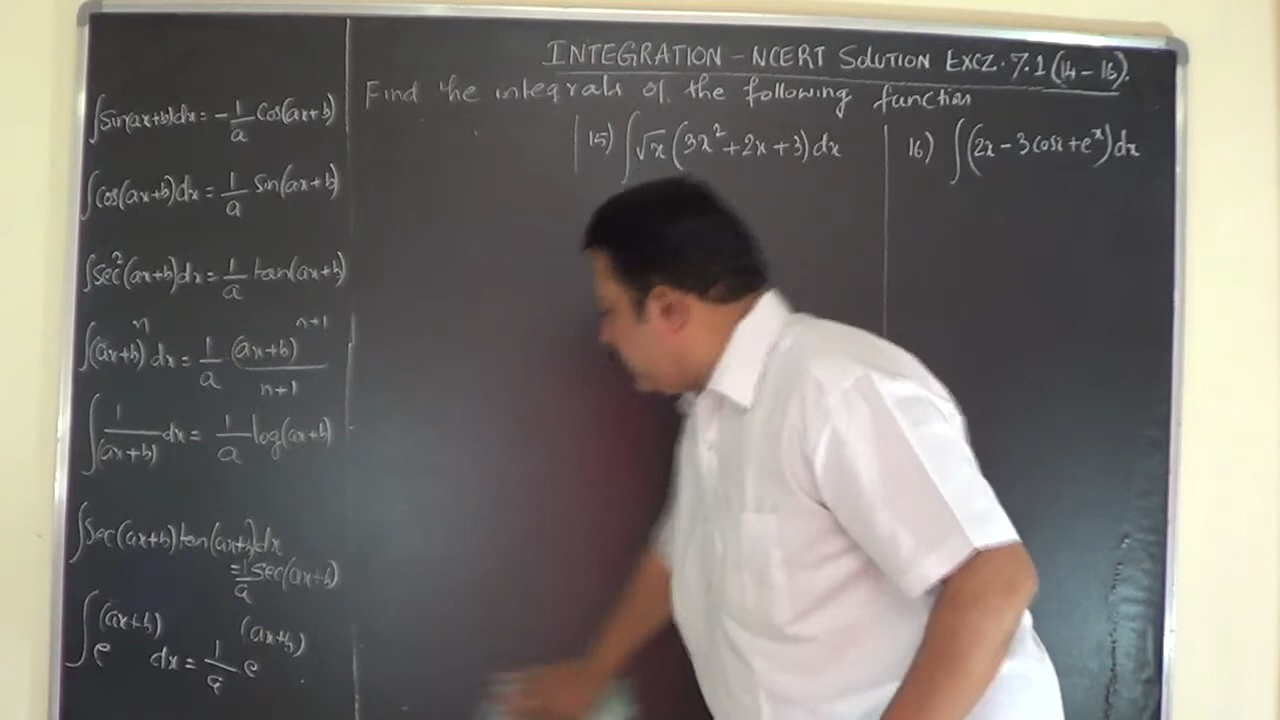 INTEGRATION - NCERT SOLUTION EXCZ. 7.1 (14 - 16).
Find the integrals of the following function
∫Sin(ax+b)dx = -1/a Cos(ax+b)
∫Cos(ax+b)dx = 1/a Sin(ax+b)
∫Sec²(ax+b)dx = 1/a tan(ax+b)
∫(ax+b)ⁿ dx = 1/a (ax+b)ⁿ⁺¹/n+1
∫1/(ax+b) dx = 1/a log(ax+b)
∫Sec(ax+b)tan(ax+b)dx
= 1/a Sec(ax+b)
∫e^(ax+b) dx = 1/a e^(ax+b)
15) ∫√x (3x²+2x+3)dx
16) ∫(2x - 3cosx + eˣ)dx